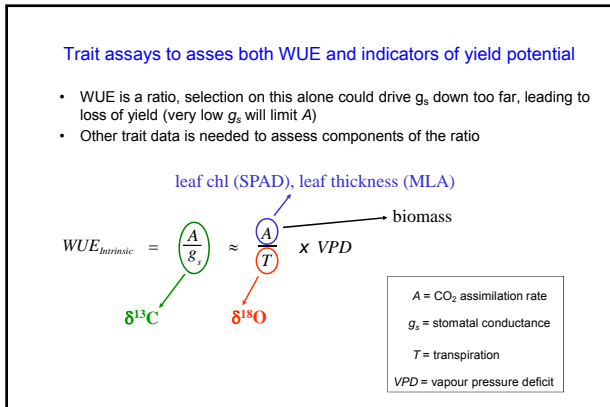 Trait assays to asses both WUE and indicators of yield potential
• WUE is a ratio, selection on this alone could drive gₛ down too far, leading to
loss of yield (very low gₛ will limit A)
• Other trait data is needed to assess components of the ratio
leaf chl (SPAD), leaf thickness (MLA)
biomass
WUE_Intrinsic = A / gₛ ≈ A / T x VPD
δ¹³C δ¹⁸O
A = CO₂ assimilation rate
gₛ = stomatal conductance
T = transpiration
VPD = vapour pressure deficit